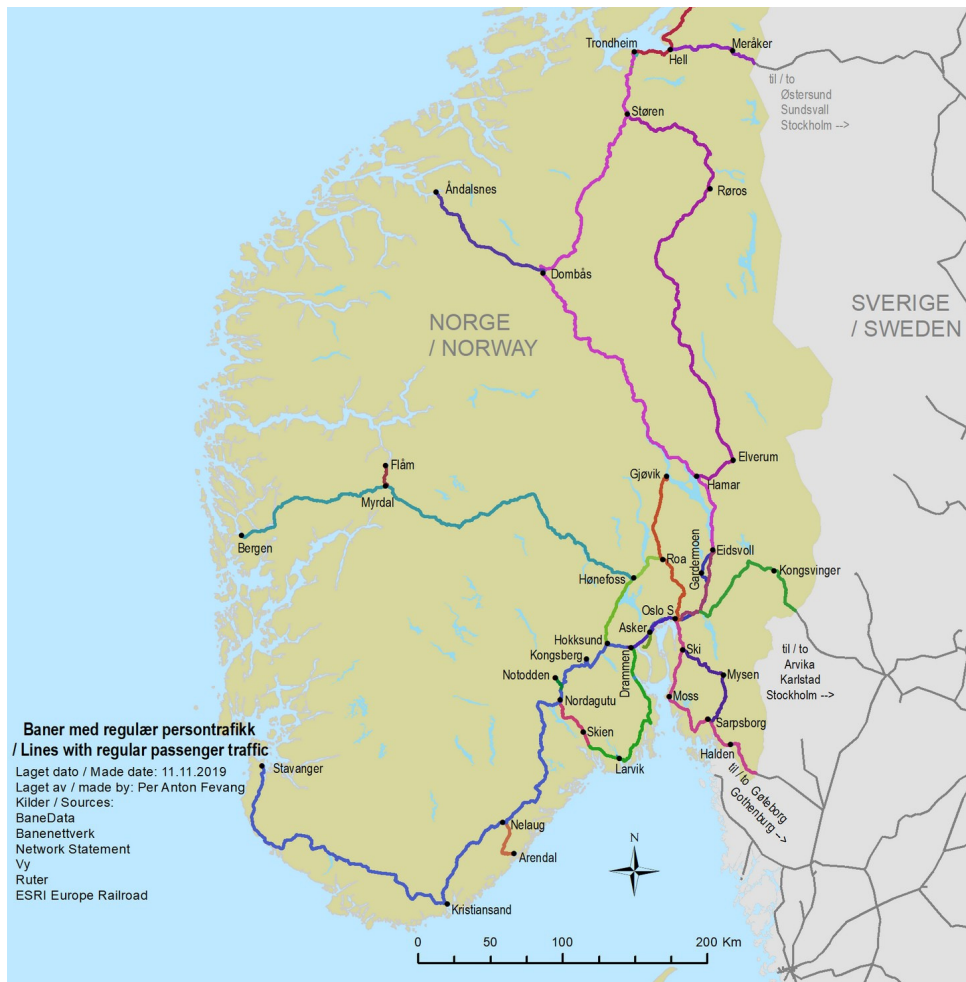 Trondheim
Hell
Meråker
til / to
Østersund
Sundsvall
Stockholm -->
Støren
Røros
Åndalsnes
Dombås
NORGE
/ NORWAY
SVERIGE
/ SWEDEN
Elverum
Hamar
Gjøvik
Flåm
Myrdal
Bergen
Eidsvoll
Gardermoen
Roa
Kongsvinger
Hønefoss
Oslo S
Asker
Hokksund
Kongsberg
Drammen
Ski
til / to
Arvika
Karlstad
Stockholm -->
Notodden
Mysen
Nordagutu
Moss
Sarpsborg
Skien
Halden
Larvik
til / to Gøteborg
Gothenburg -->
Baner med regulær persontrafikk
/ Lines with regular passenger traffic
Laget dato / Made date: 11.11.2019
Laget av / made by: Per Anton Fevang
Kilder / Sources:
BaneData
Banenettverk
Network Statement
Vy
Ruter
ESRI Europe Railroad
Stavanger
Nelaug
Arendal
Kristiansand
N
0 50 100 200 Km